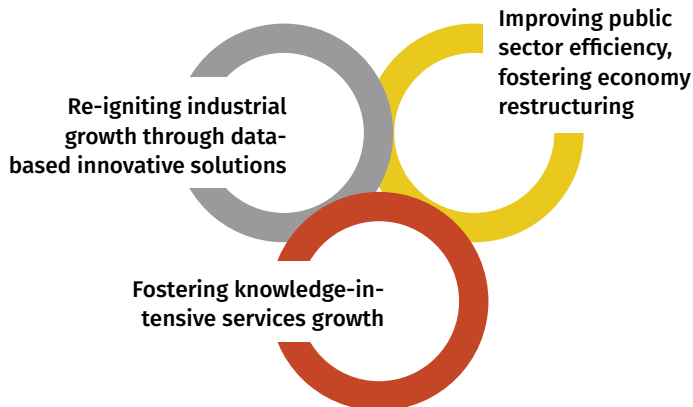 Improving public
sector efficiency,
fostering economy
restructuring
Re-igniting industrial
growth through data-
based innovative solutions
Fostering knowledge-in-
tensive services growth